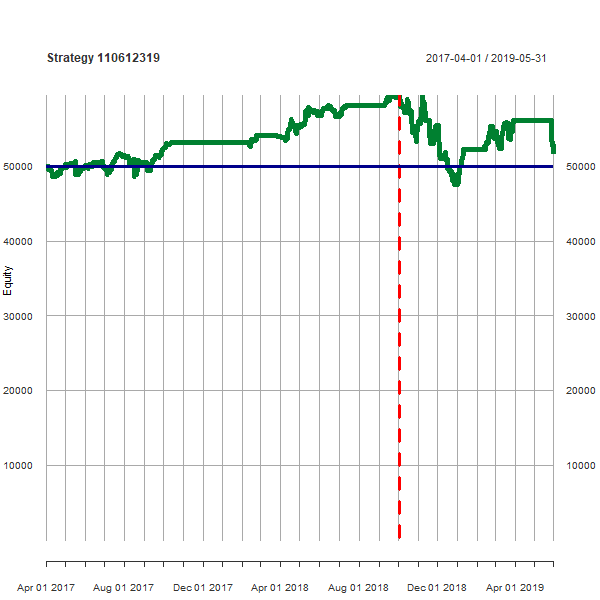 Strategy 110612319
2017-04-01 / 2019-05-31
50000
50000
40000
40000
Equity
30000
30000
20000
20000
10000
10000
Apr 01 2017
Aug 01 2017
Dec 01 2017
Apr 01 2018
Aug 01 2018
Dec 01 2018
Apr 01 2019